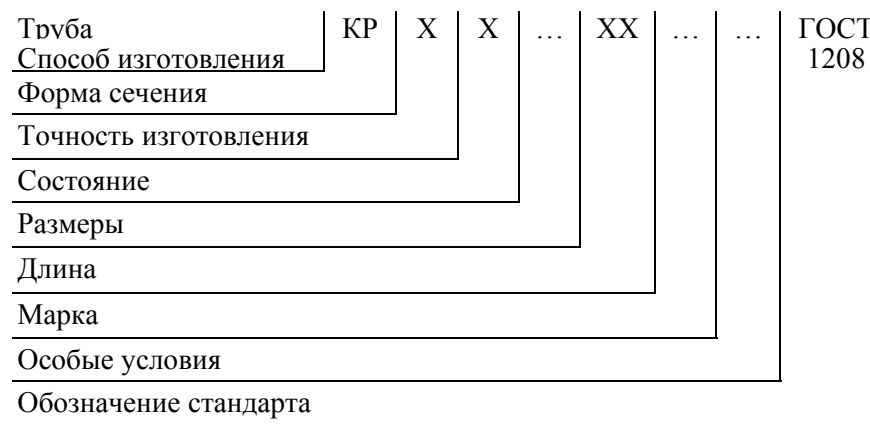 Труба КР Х Х … ХХ … … ГОСТ
Способ изготовления 1208
Форма сечения
Точность изготовления
Состояние
Размеры
Длина
Марка
Особые условия
Обозначение стандарта